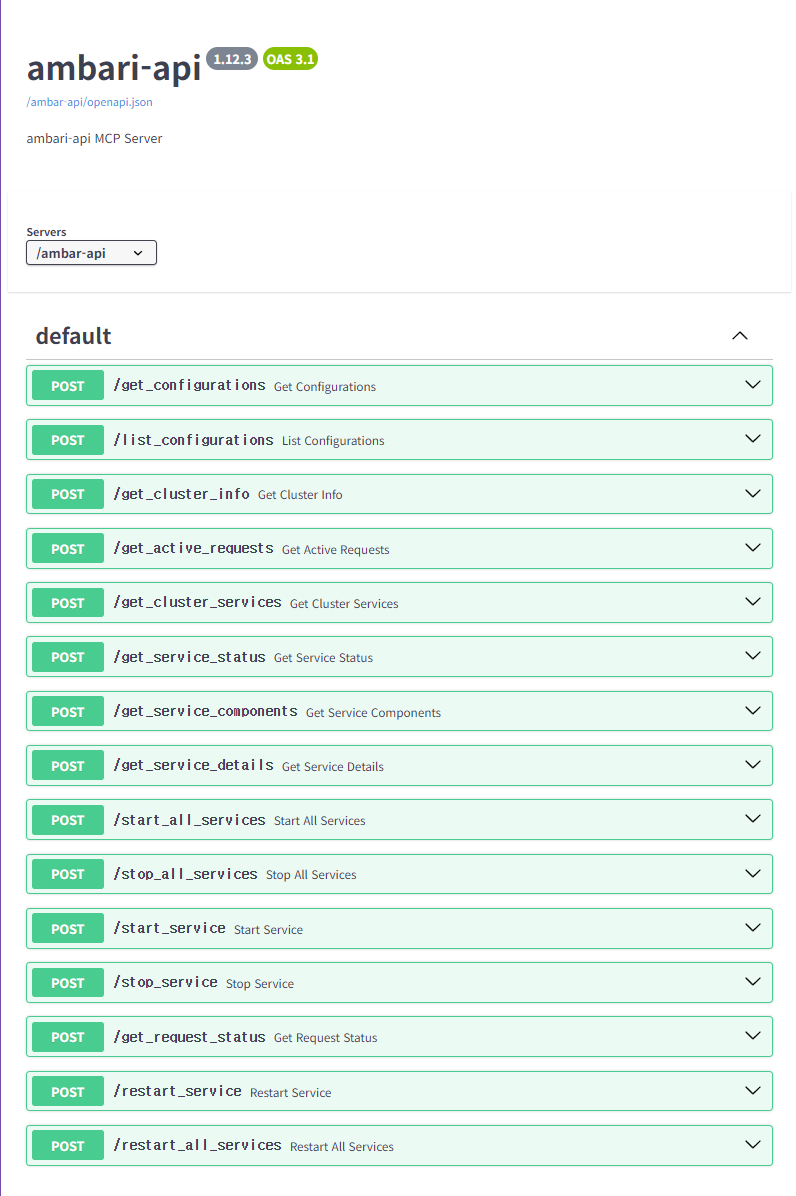 ambari-api 1.12.3 OAS 3.1
/ambar-api/openapi.json
ambari-api MCP Server
Servers
/ambar-api
default
POST /get_configurations Get Configurations
POST /list_configurations List Configurations
POST /get_cluster_info Get Cluster Info
POST /get_active_requests Get Active Requests
POST /get_cluster_services Get Cluster Services
POST /get_service_status Get Service Status
POST /get_service_components Get Service Components
POST /get_service_details Get Service Details
POST /start_all_services Start All Services
POST /stop_all_services Stop All Services
POST /start_service Start Service
POST /stop_service Stop Service
POST /get_request_status Get Request Status
POST /restart_service Restart Service
POST /restart_all_services Restart All Services